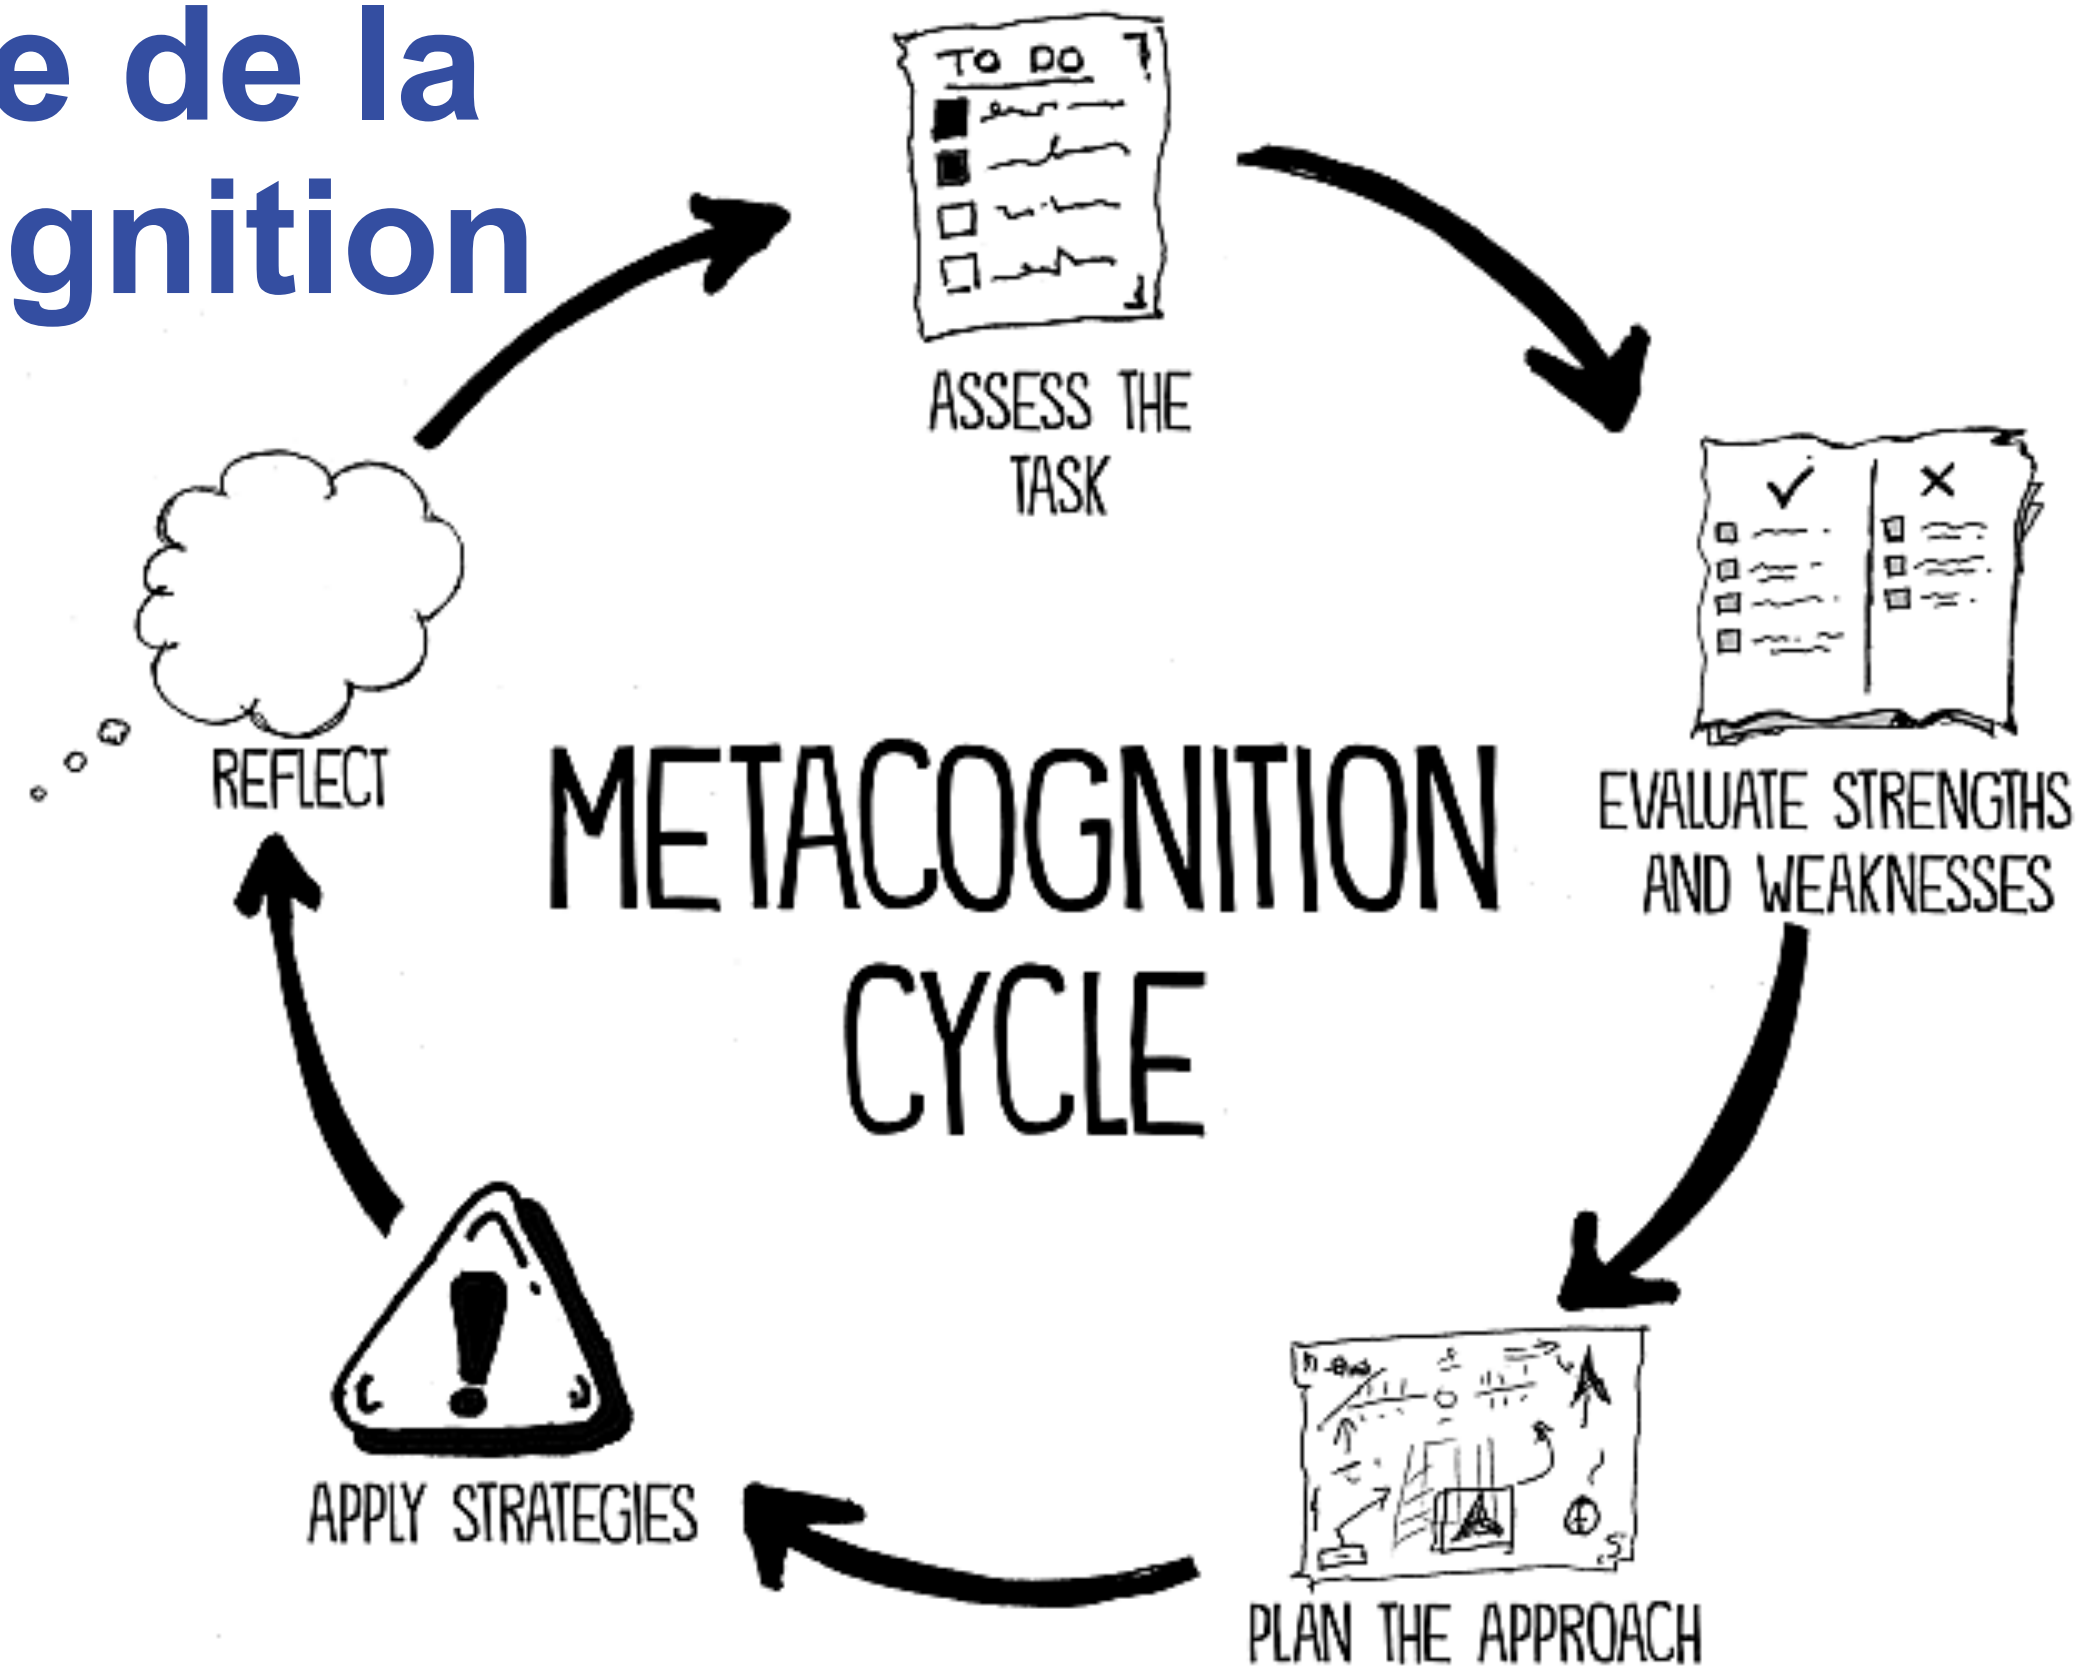 e de la
gnition
TO DO
ASSESS THE
TASK
EVALUATE STRENGTHS
AND WEAKNESSES
REFLECT
METACOGNITION
CYCLE
APPLY STRATEGIES
PLAN THE APPROACH